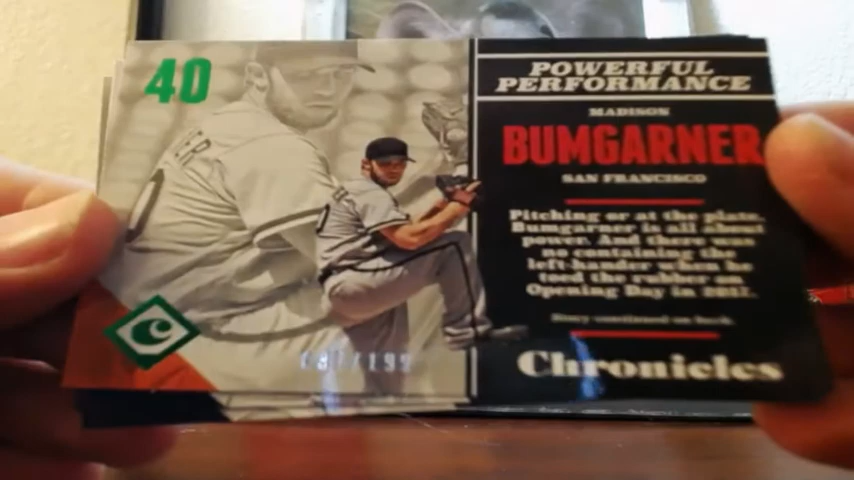 40
POWERFUL
PERFORMANCE
MADISON
BUMGARNER
SAN FRANCISCO
Pitching or at the plate,
Bumgarner is all about
power. And there was
no containing the
left-hander when he
toed the rubber on
Opening Day in 2017.
Story continued on back.
Chronicles
C
/199